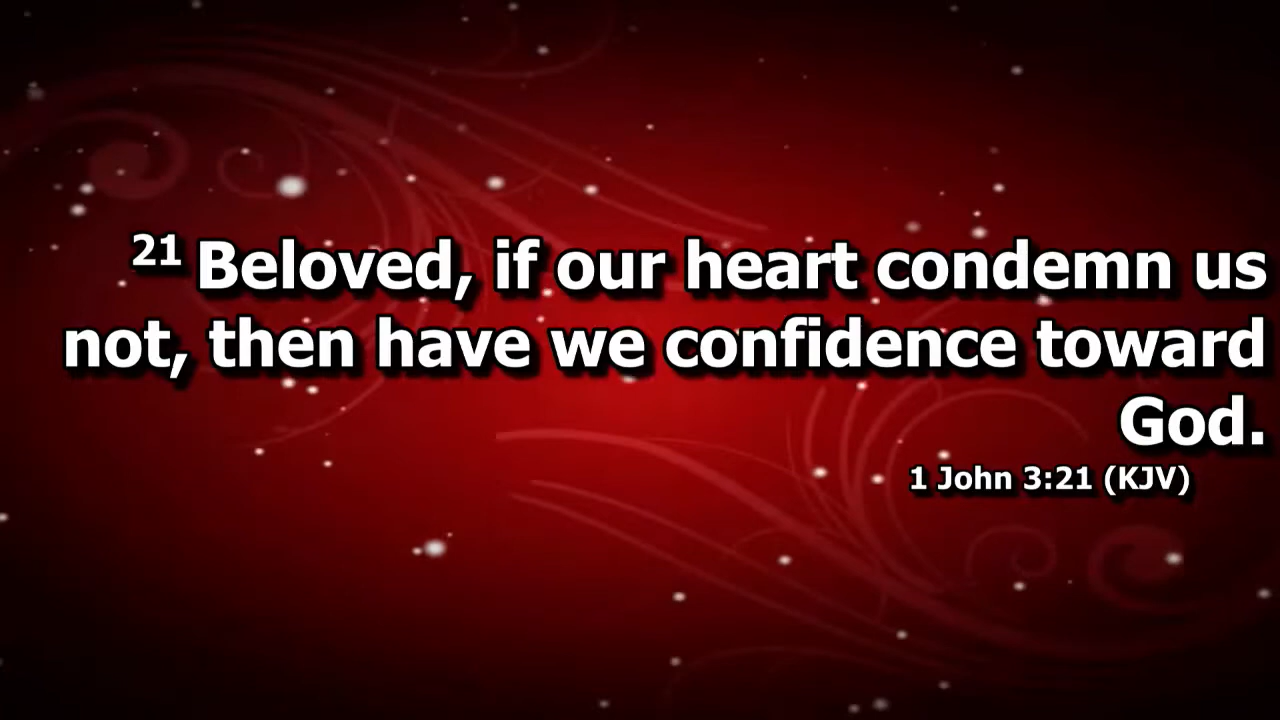 21 Beloved, if our heart condemn us
not, then have we confidence toward
God.
1 John 3:21 (KJV)